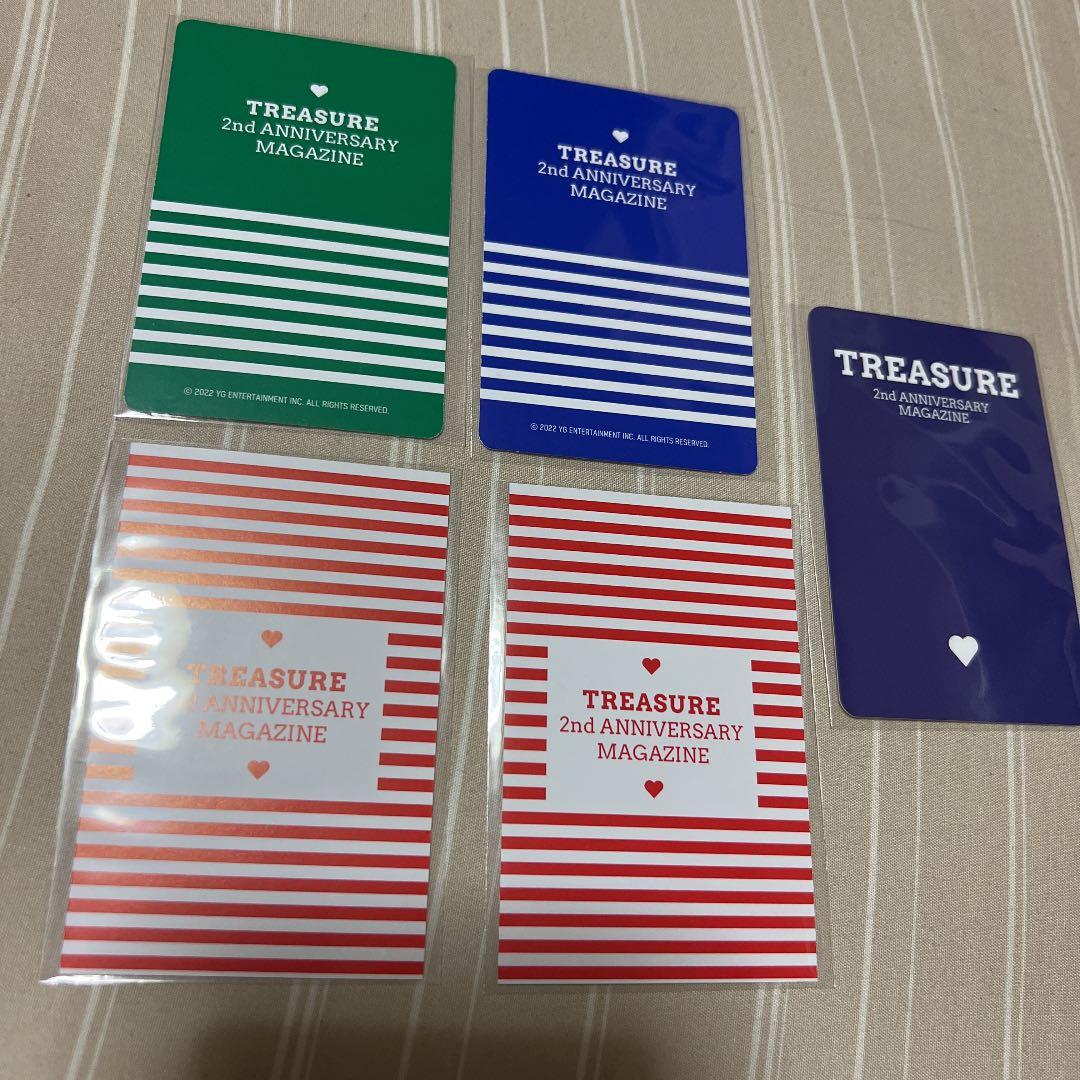 TREASURE
2nd ANNIVERSARY
MAGAZINE
© 2022 YG ENTERTAINMENT INC. ALL RIGHTS RESERVED.
TREASURE
2nd ANNIVERSARY
MAGAZINE
© 2022 YG ENTERTAINMENT INC. ALL RIGHTS RESERVED.
TREASURE
2nd ANNIVERSARY
MAGAZINE
TREASURE
ANNIVERSARY
MAGAZINE
TREASURE
2nd ANNIVERSARY
MAGAZINE